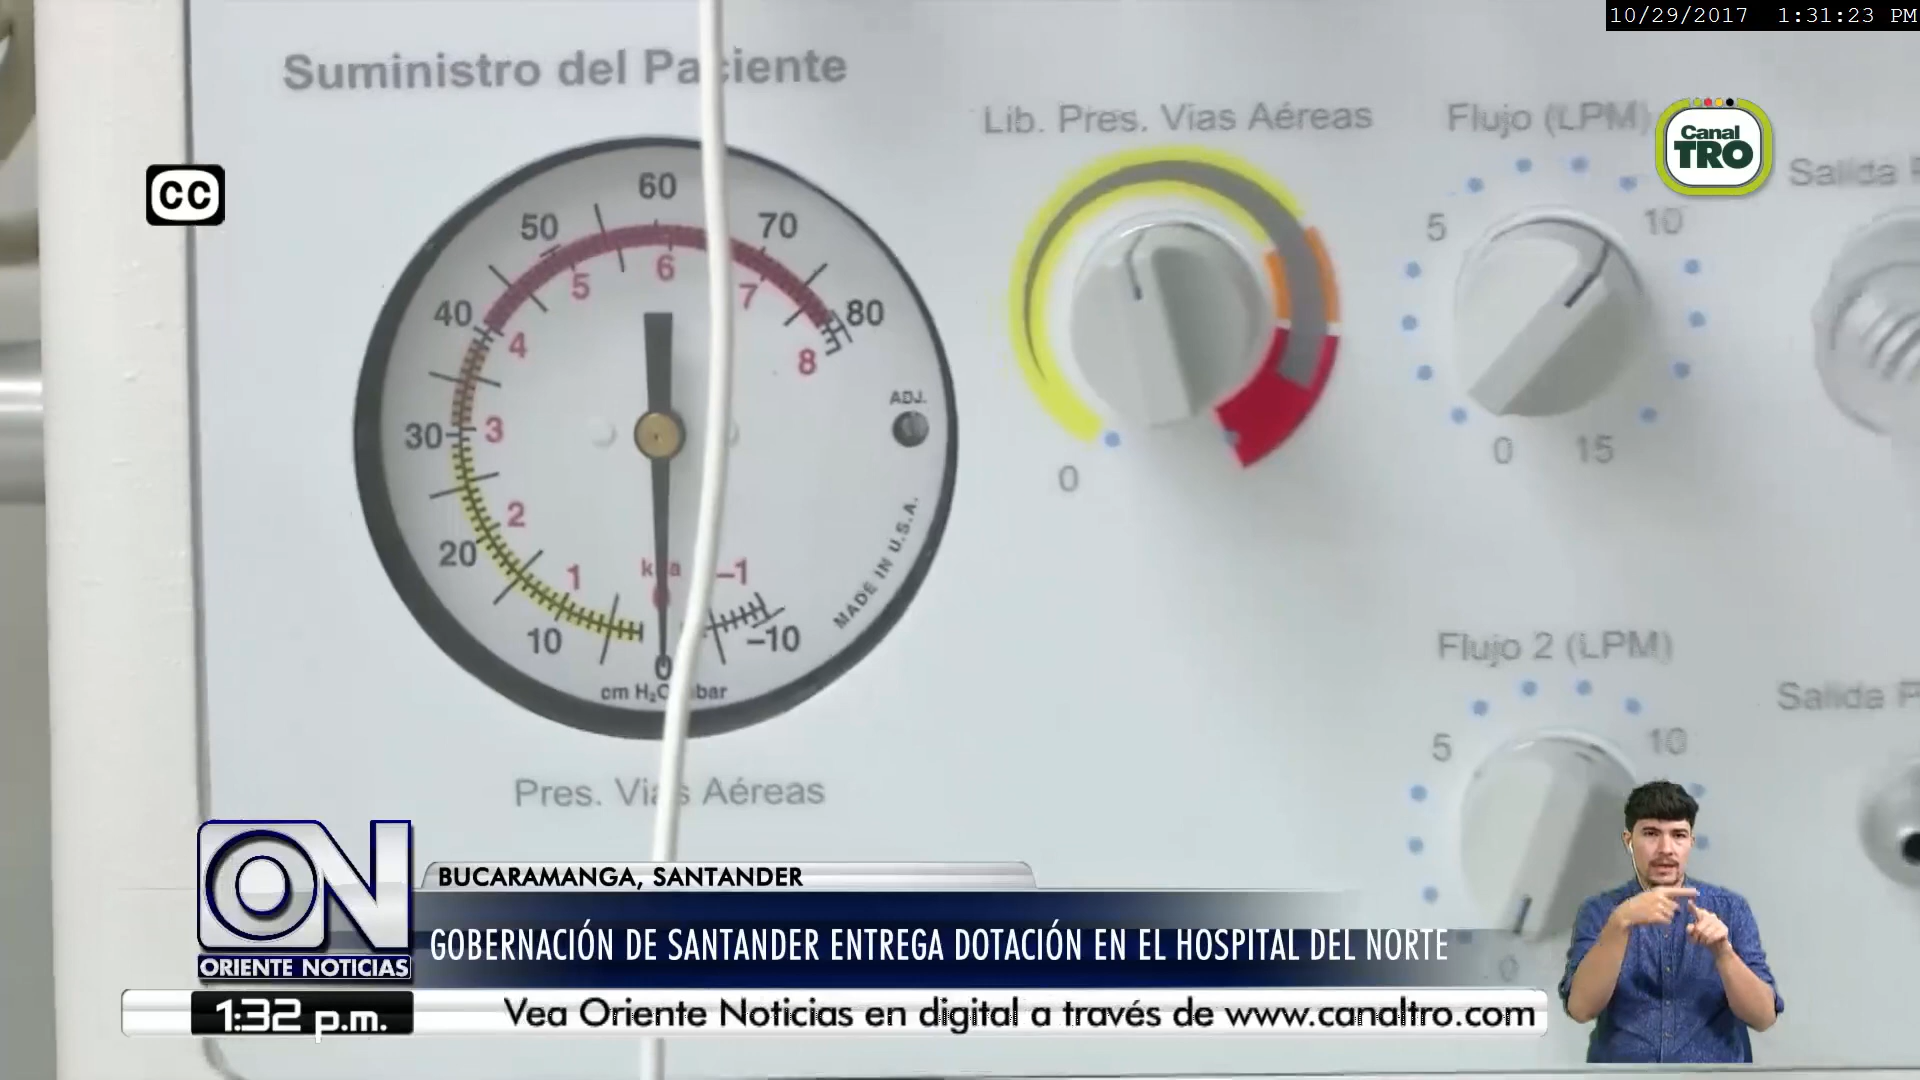 10/29/2017 1:31:23 PM
Suministro del Paciente
Lib. Pres. Vias Aéreas
Flujo (LPM)
Canal
TRO
Salida
CC
60
50
70
40
80
5
6
7
4
8
30
3
ADJ.
20
2
1
-1
10
0
-10
cm H₂O
MADE IN U.S.A.
0
5
10
0
15
Flujo 2 (LPM)
Salida
5
10
0
Pres. Vias Aéreas
ON
ORIENTE NOTICIAS
BUCARAMANGA, SANTANDER
GOBERNACIÓN DE SANTANDER ENTREGA DOTACIÓN EN EL HOSPITAL DEL NORTE
1:32 p.m.
Vea Oriente Noticias en digital a través de www.canaltro.com